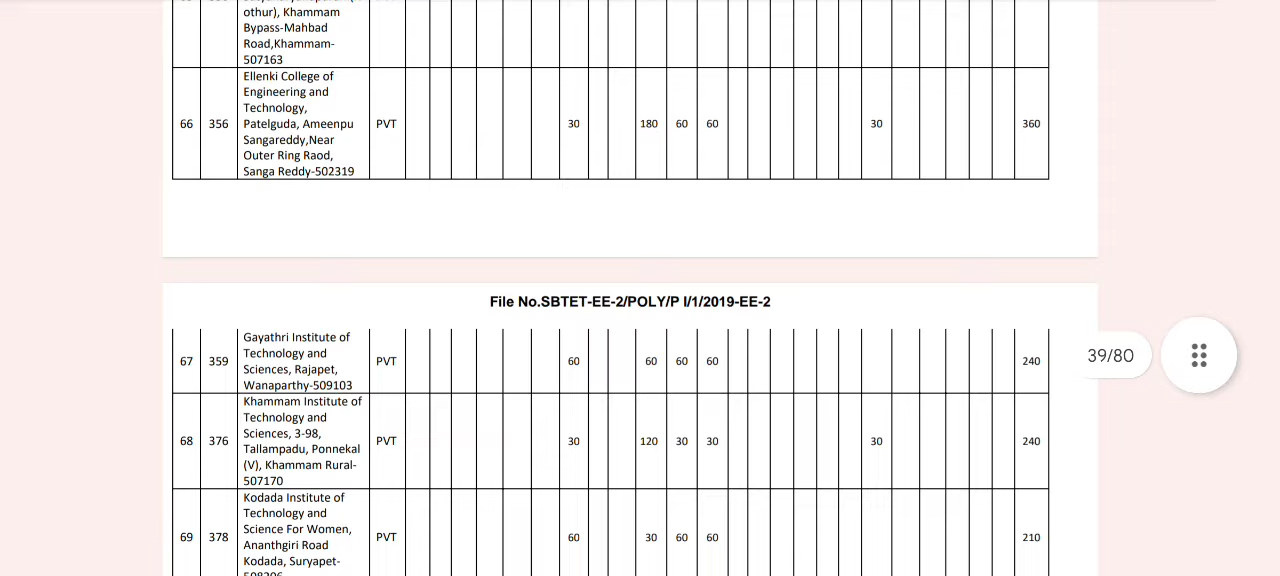 othur), Khammam
Bypass-Mahbad
Road,Khammam-
507163
66 356 Ellenki College of
Engineering and
Technology,
Patelguda, Ameenpu
Sangareddy,Near
Outer Ring Raod,
Sanga Reddy-502319 PVT 30 180 60 60 30 360
File No.SBTET-EE-2/POLY/P I/1/2019-EE-2
67 359 Gayathri Institute of
Technology and
Sciences, Rajapet,
Wanaparthy-509103 PVT 60 60 60 60 240
39/80
68 376 Khammam Institute of
Technology and
Sciences, 3-98,
Tallampadu, Ponnekal
(V), Khammam Rural-
507170 PVT 30 120 30 30 30 240
69 378 Kodada Institute of
Technology and
Science For Women,
Ananthgiri Road
Kodada, Suryapet- PVT 60 30 60 60 210